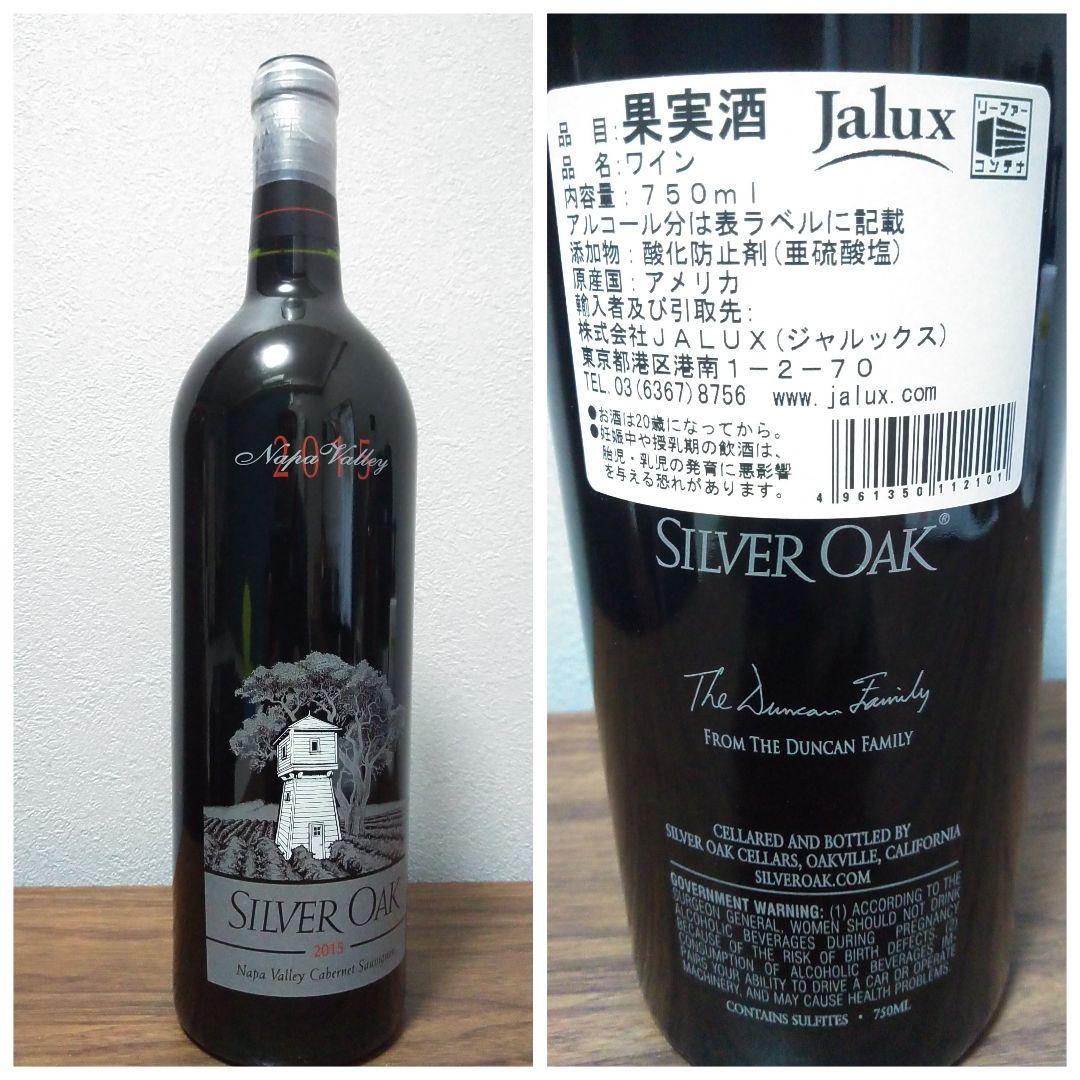 2015
Napa Valley
SILVER OAK
2015
Napa Valley Cabernet Sauvignon
品 目:果実酒
Jalux
リーファー
コンテナ
品 名:ワイン
内容量:750ml
アルコール分は表ラベルに記載
添加物:酸化防止剤(亜硫酸塩)
原産国:アメリカ
輸入者及び引取先:
株式会社JALUX(ジャルックス)
東京都港区港南1-2-70
TEL.03(6367)8756 www.jalux.com
●お酒は20歳になってから。
●妊娠中や授乳期の飲酒は、
胎児・乳児の発育に悪影響
を与える恐れがあります。
4 961350 112101
SILVER OAK®
The Duncan Family
FROM THE DUNCAN FAMILY
CELLARED AND BOTTLED BY
SILVER OAK CELLARS, OAKVILLE, CALIFORNIA
SILVEROAK.COM
GOVERNMENT WARNING: (1) ACCORDING TO THE
SURGEON GENERAL, WOMEN SHOULD NOT DRINK
ALCOHOLIC BEVERAGES DURING PREGNANCY
BECAUSE OF THE RISK OF BIRTH DEFECTS. (2)
CONSUMPTION OF ALCOHOLIC BEVERAGES IM-
PAIRS YOUR ABILITY TO DRIVE A CAR OR OPERATE
MACHINERY, AND MAY CAUSE HEALTH PROBLEMS.
CONTAINS SULFITES • 750ML